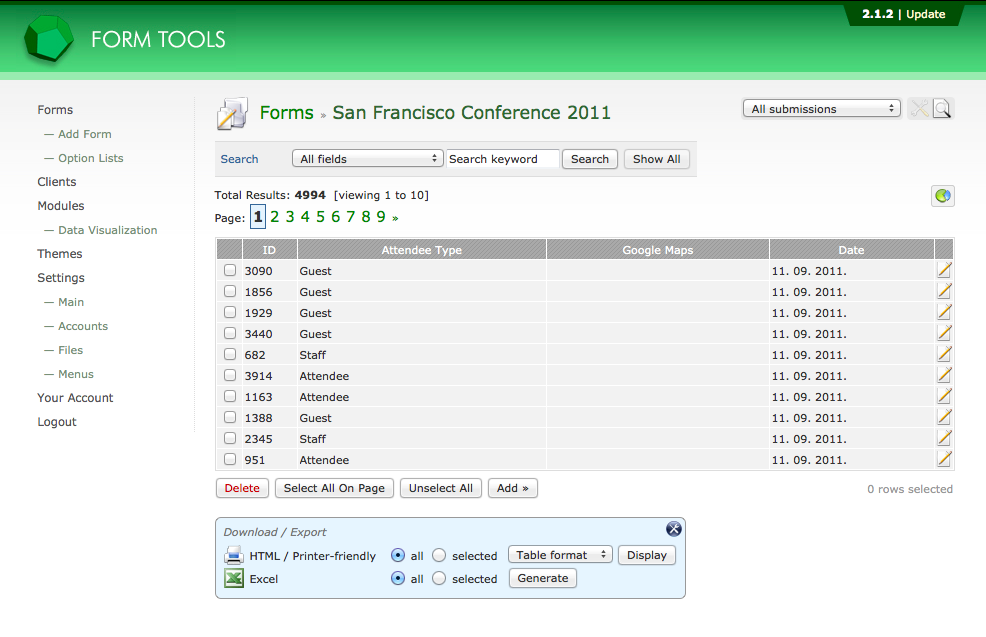 2.1.2 | Update
FORM TOOLS
Forms
— Add Form
— Option Lists
Clients
Modules
— Data Visualization
Themes
Settings
— Main
— Accounts
— Files
— Menus
Your Account
Logout
Forms » San Francisco Conference 2011
All submissions
Search All fields Search keyword Search Show All
Total Results: 4994 [viewing 1 to 10]
Page: 1 2 3 4 5 6 7 8 9 »
ID Attendee Type Google Maps Date
3090 Guest 11. 09. 2011.
1856 Guest 11. 09. 2011.
1929 Guest 11. 09. 2011.
3440 Guest 11. 09. 2011.
682 Staff 11. 09. 2011.
3914 Attendee 11. 09. 2011.
1163 Attendee 11. 09. 2011.
1388 Guest 11. 09. 2011.
2345 Staff 11. 09. 2011.
951 Attendee 11. 09. 2011.
Delete Select All On Page Unselect All Add » 0 rows selected
Download / Export
HTML / Printer-friendly all selected Table format Display
Excel all selected Generate